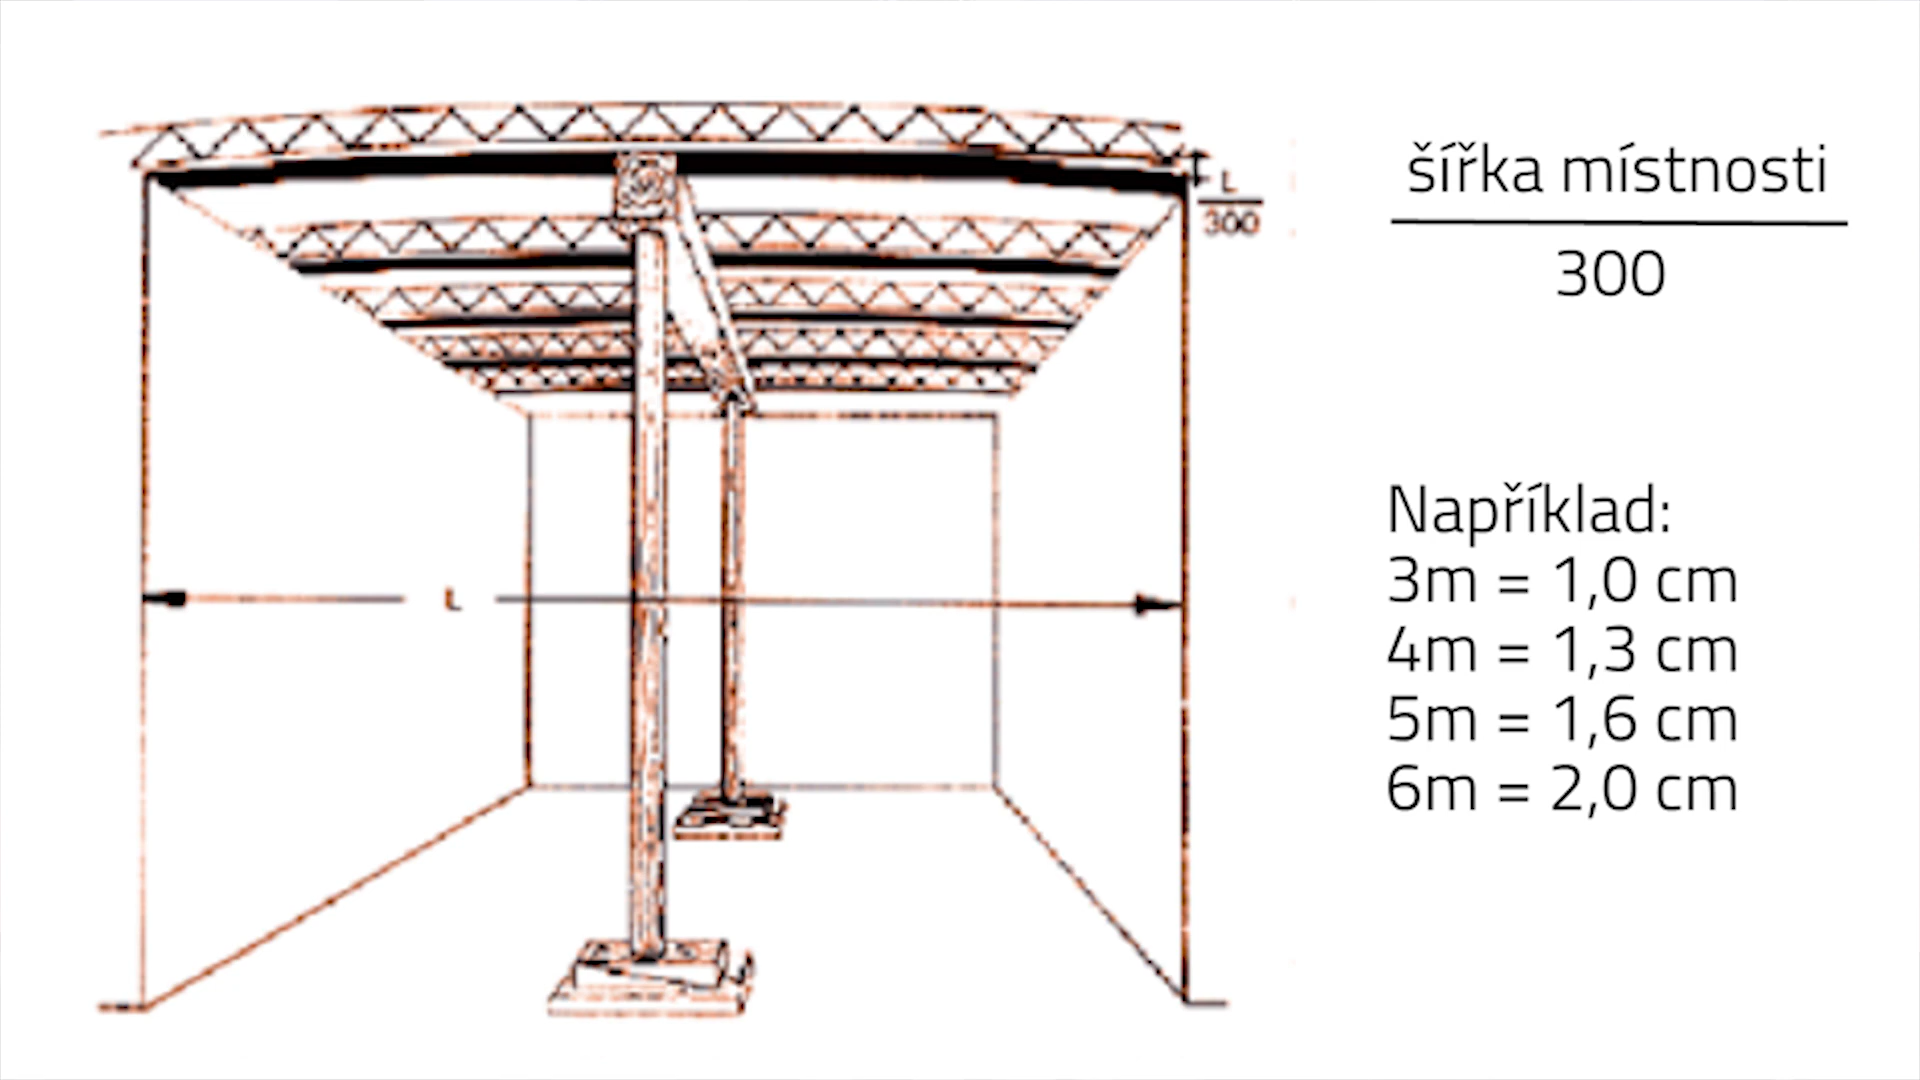 L
300
L
šířka místnosti
300
Například:
3m = 1,0 cm
4m = 1,3 cm
5m = 1,6 cm
6m = 2,0 cm